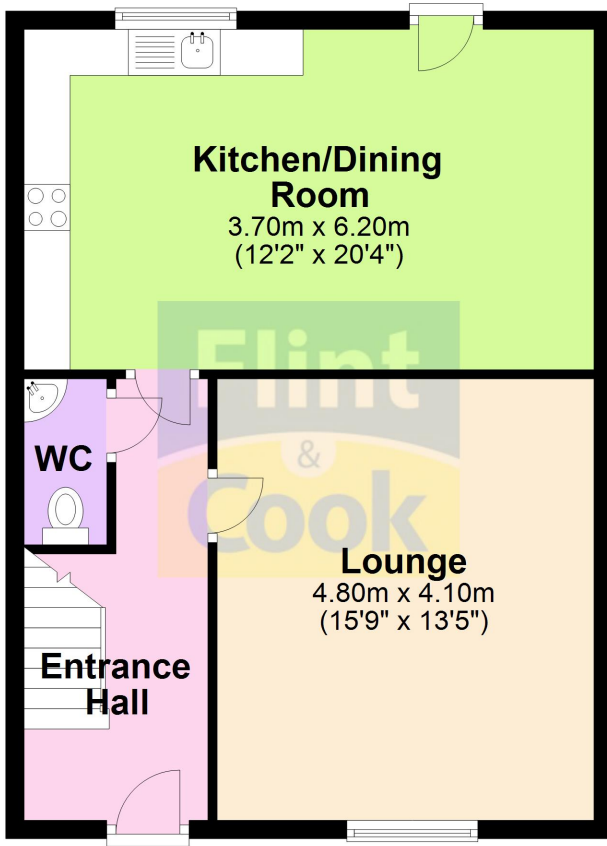 Kitchen/Dining
Room
3.70m x 6.20m
(12'2" x 20'4")
Flint
&
Cook
WC
Lounge
4.80m x 4.10m
(15'9" x 13'5")
Entrance
Hall